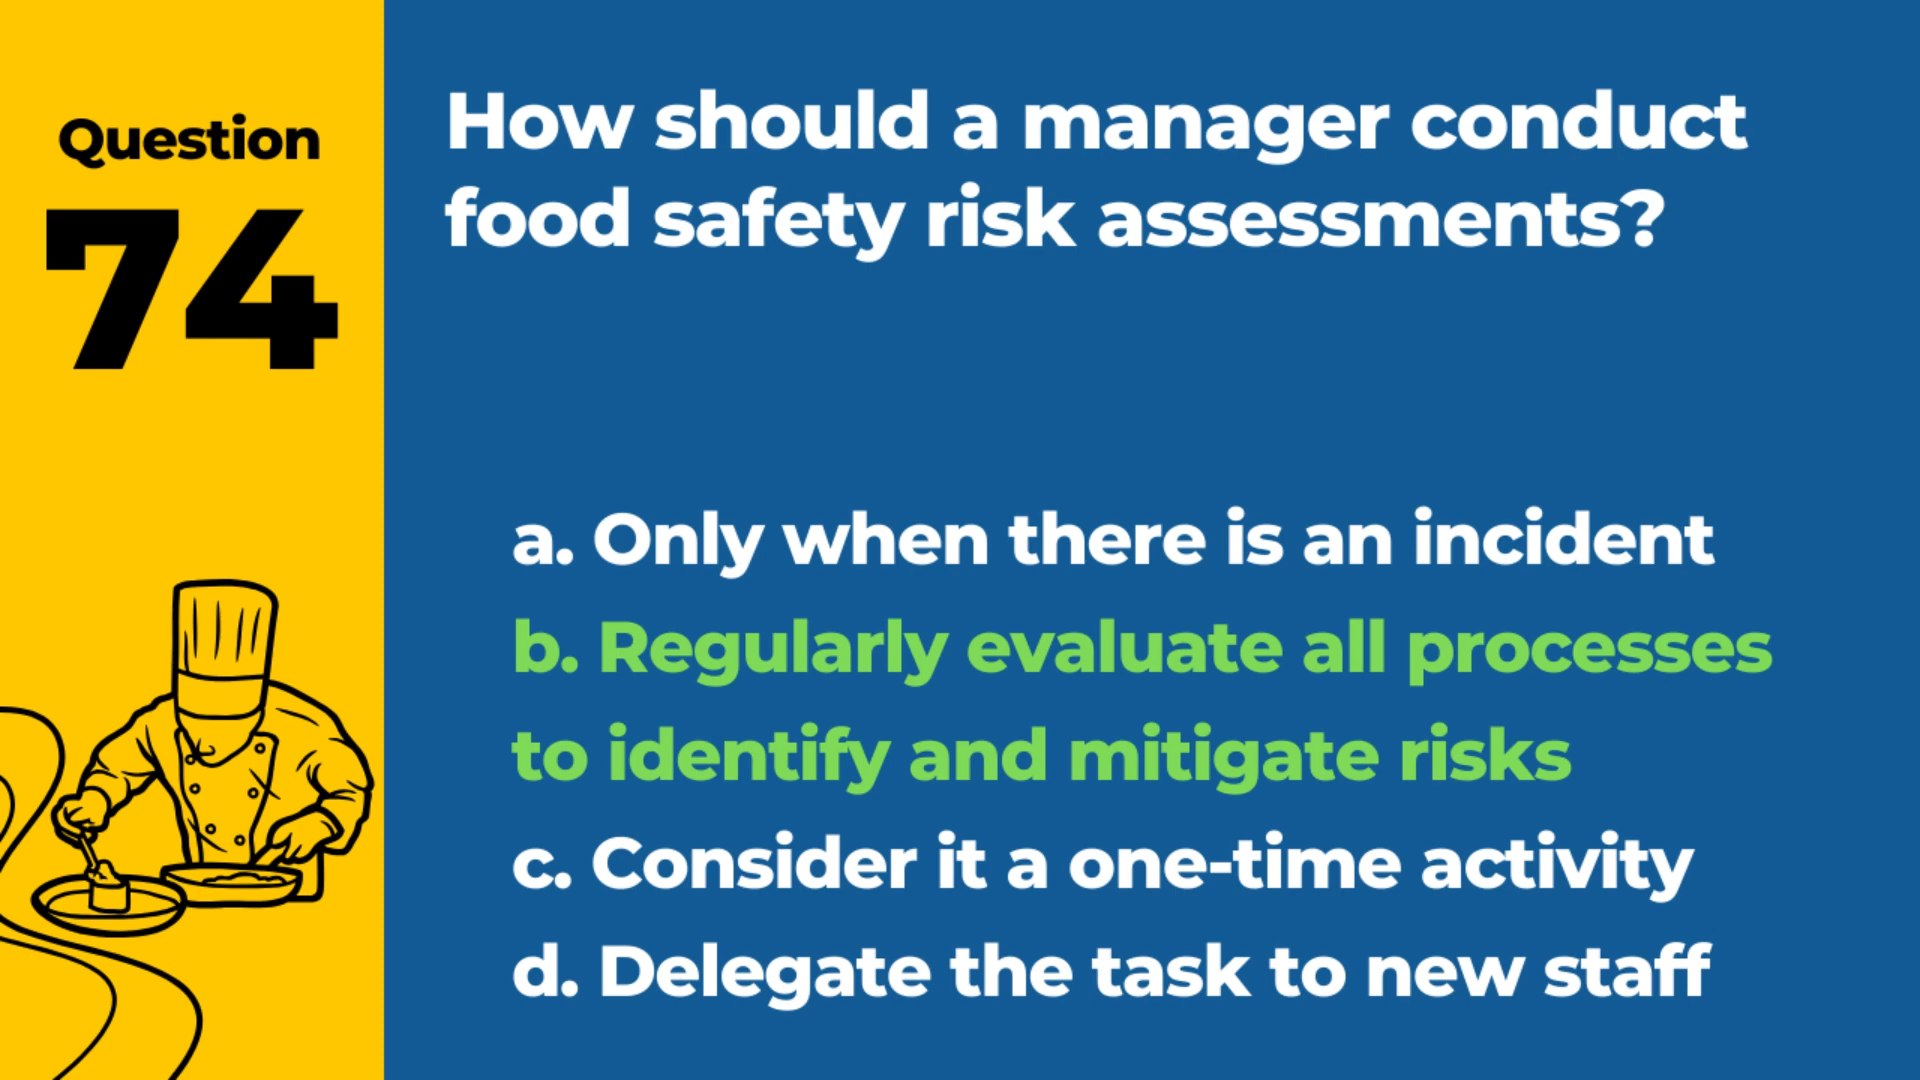 Question
74
How should a manager conduct
food safety risk assessments?
a. Only when there is an incident
b. Regularly evaluate all processes
to identify and mitigate risks
c. Consider it a one-time activity
d. Delegate the task to new staff